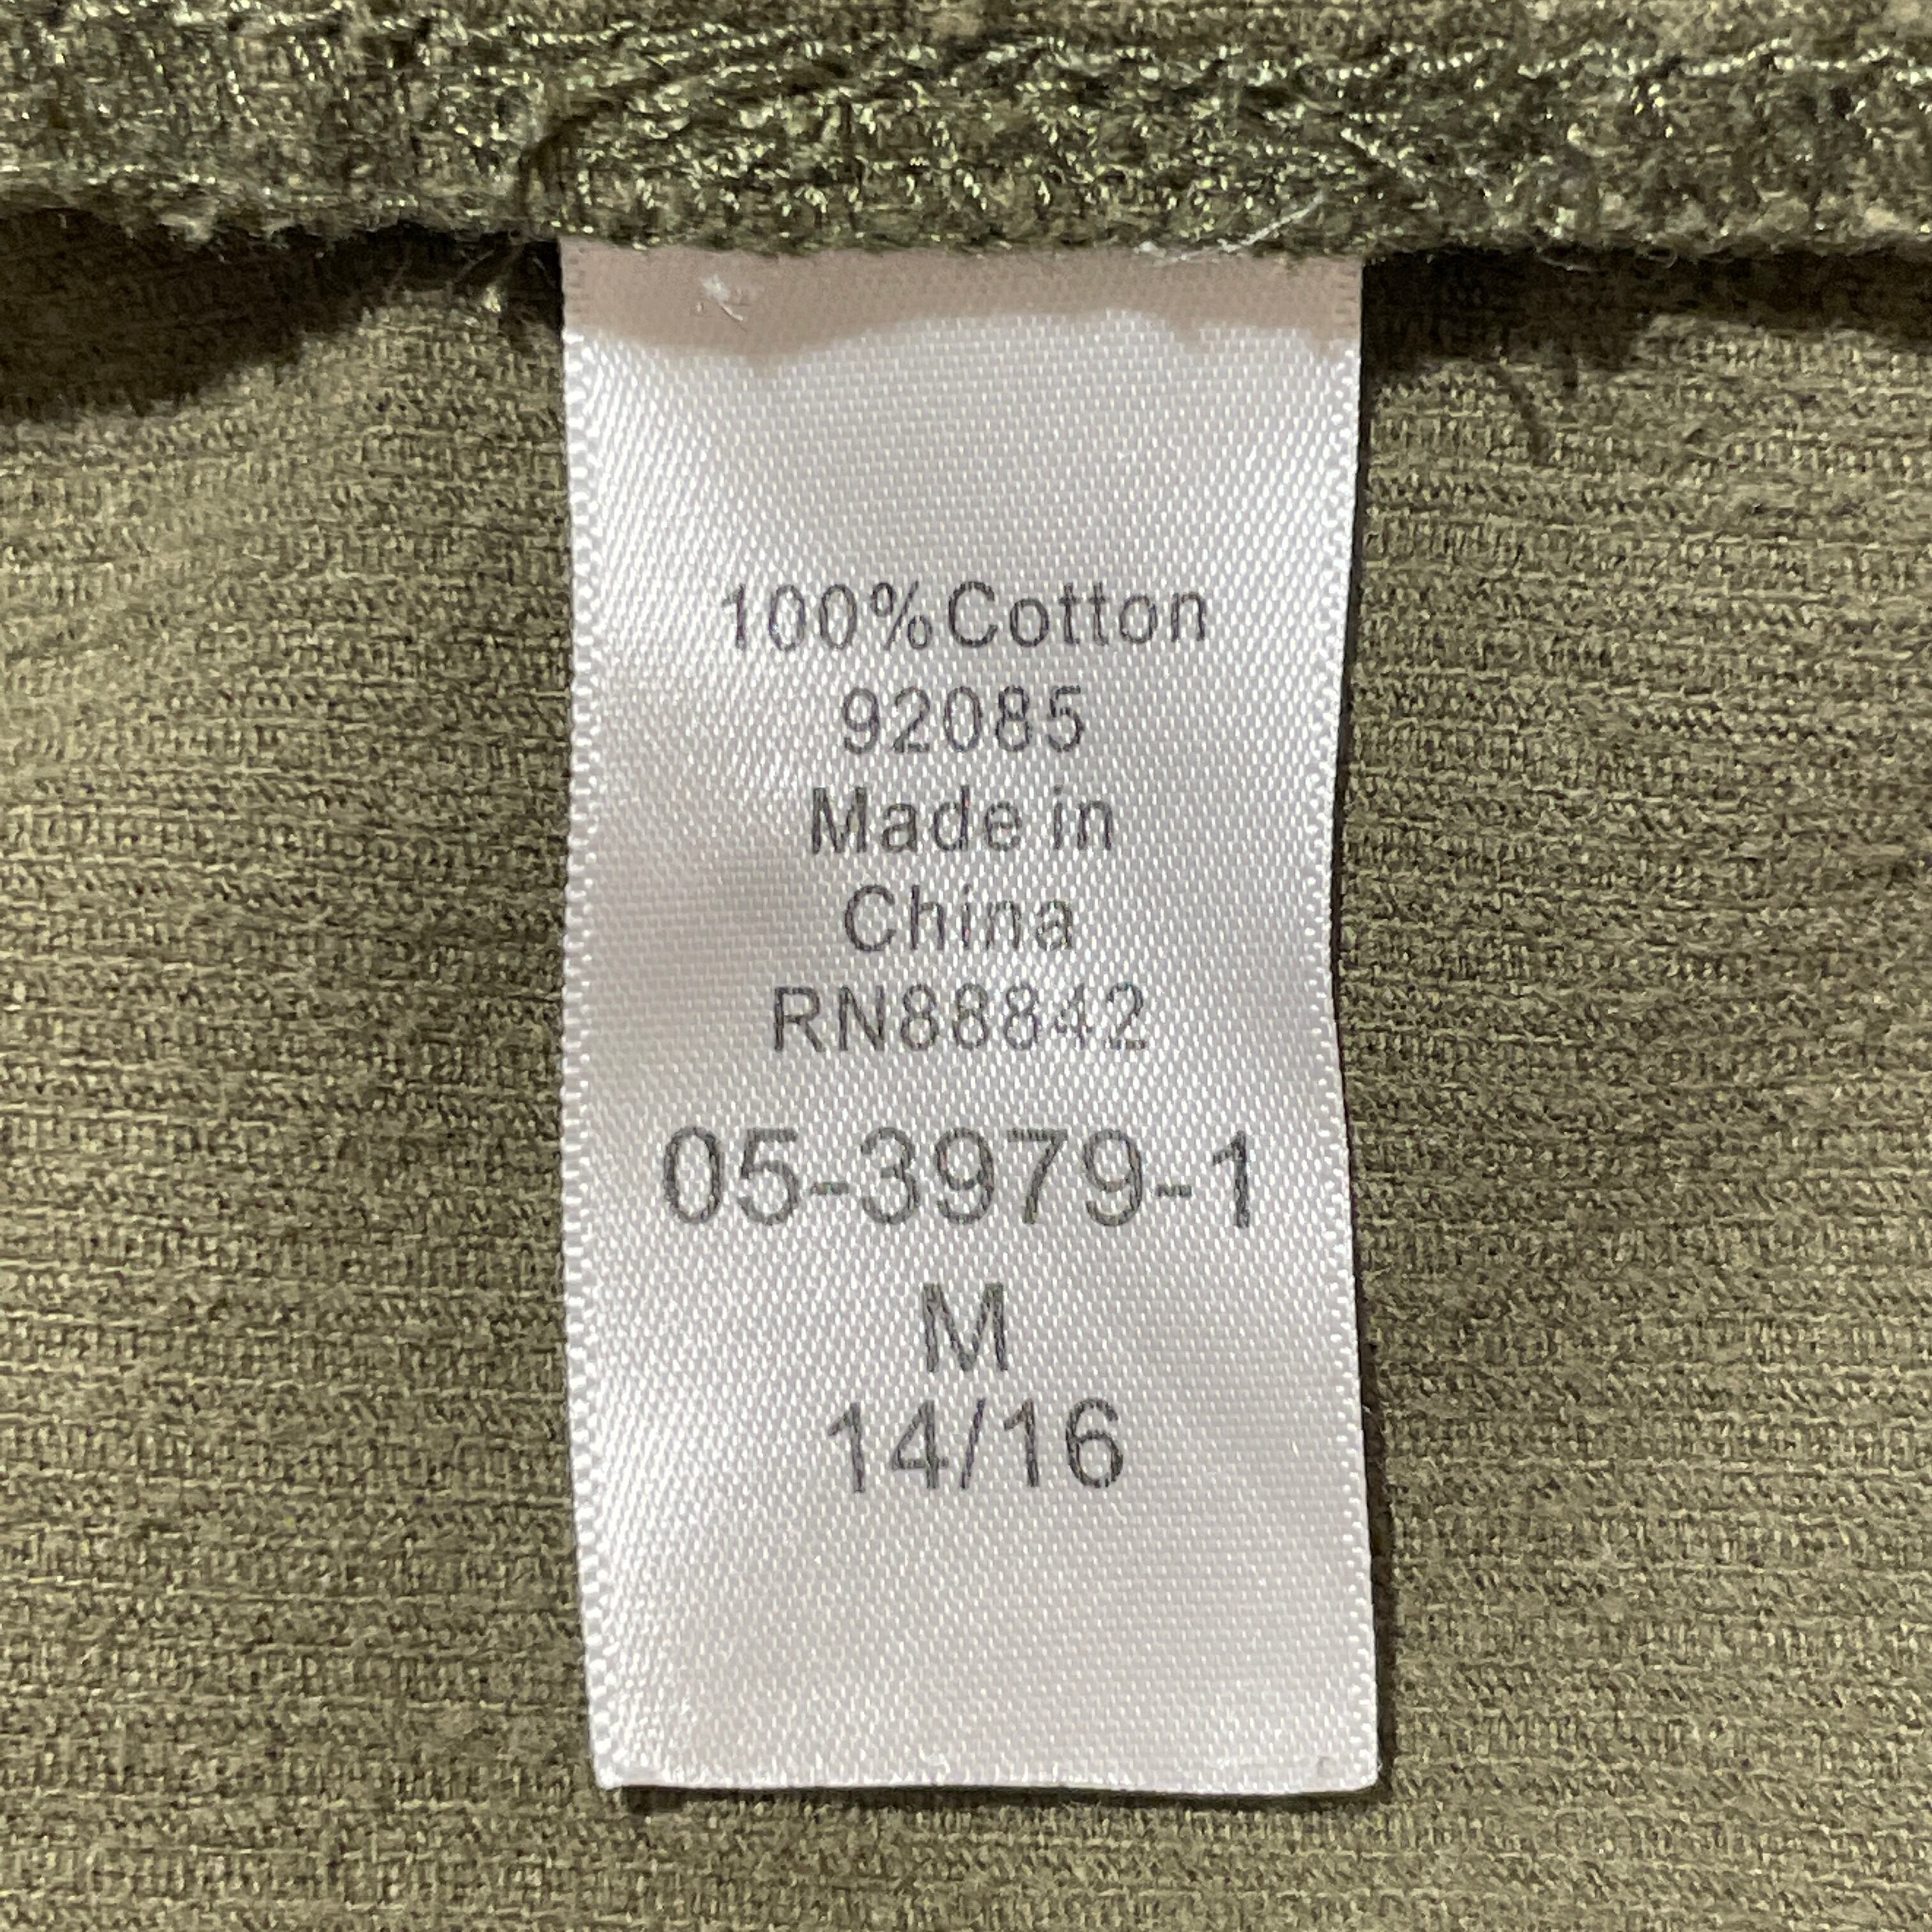 100%Cotton
92085
Made in
China
RN88842
05-3979-1
M
14/16